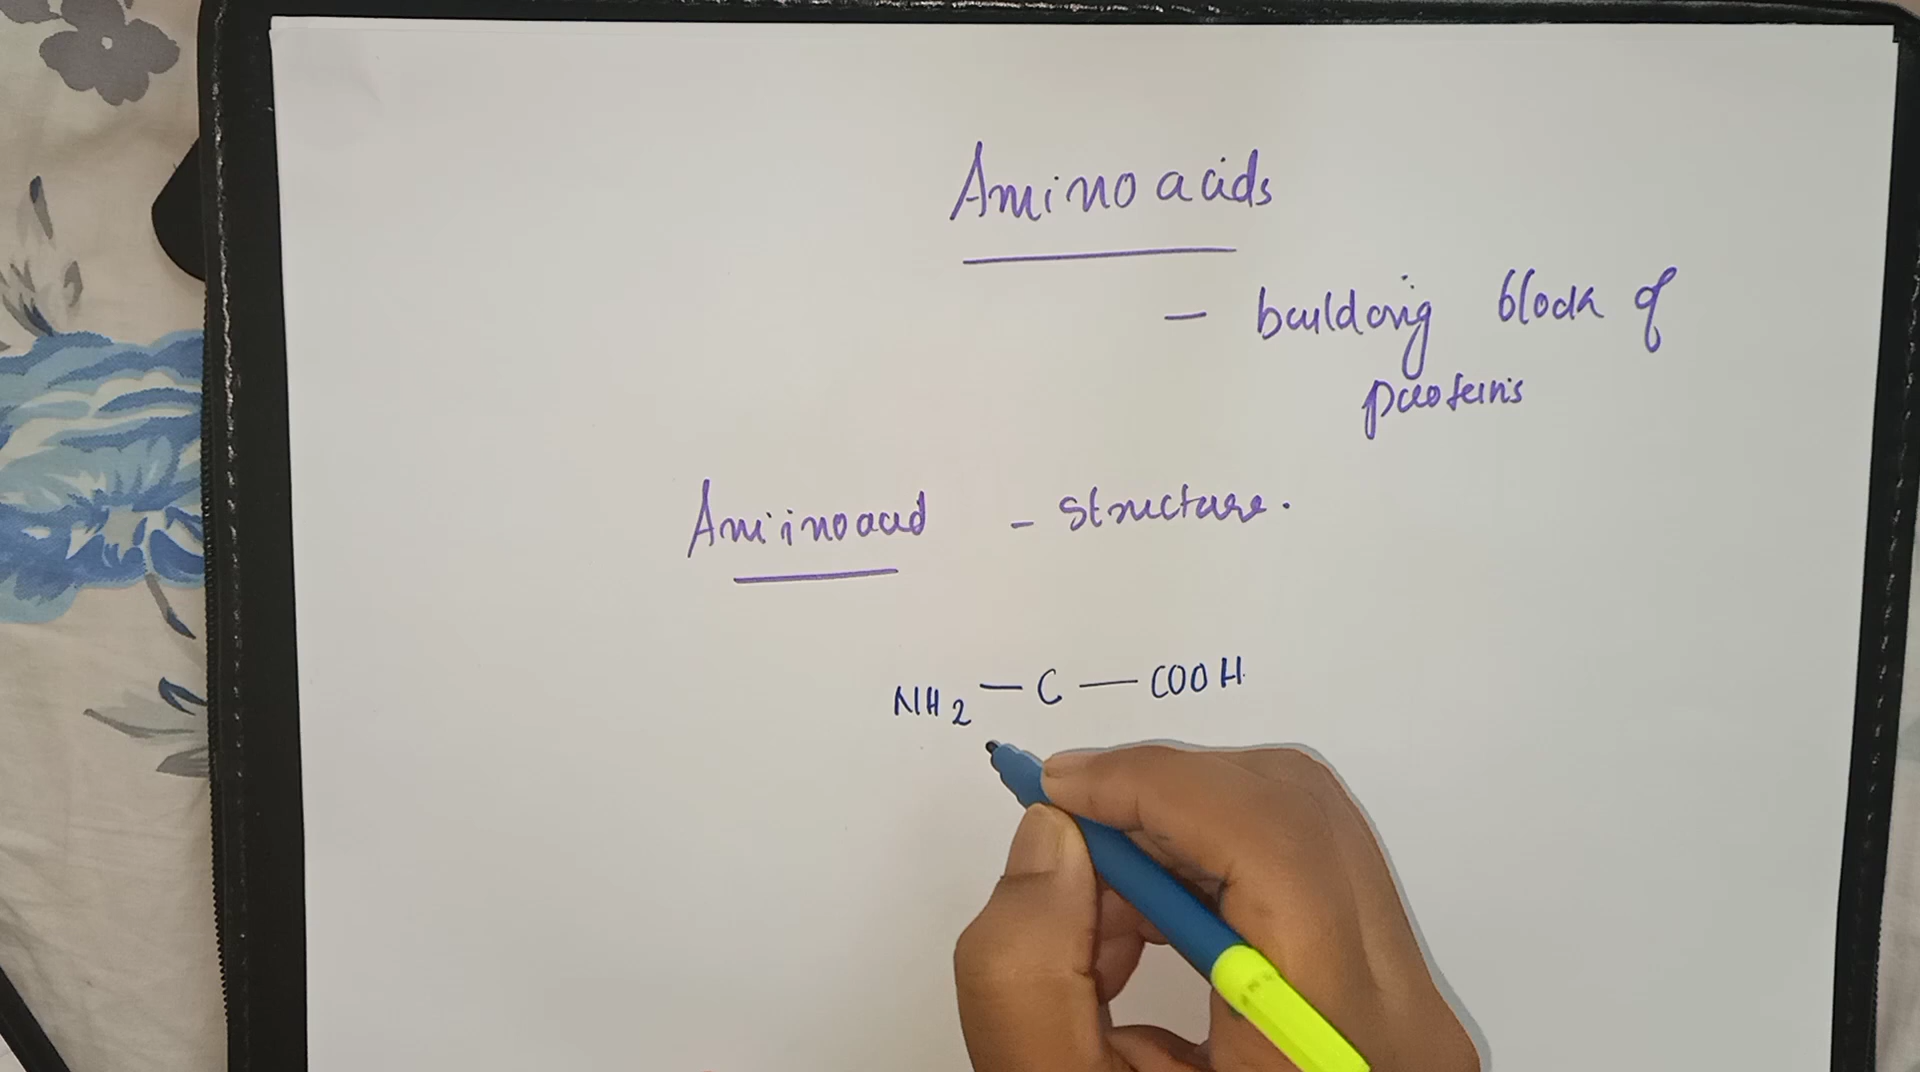 Amino acids
- building block of
proteins
Aminoacid - structure.
NH2 - C - COOH